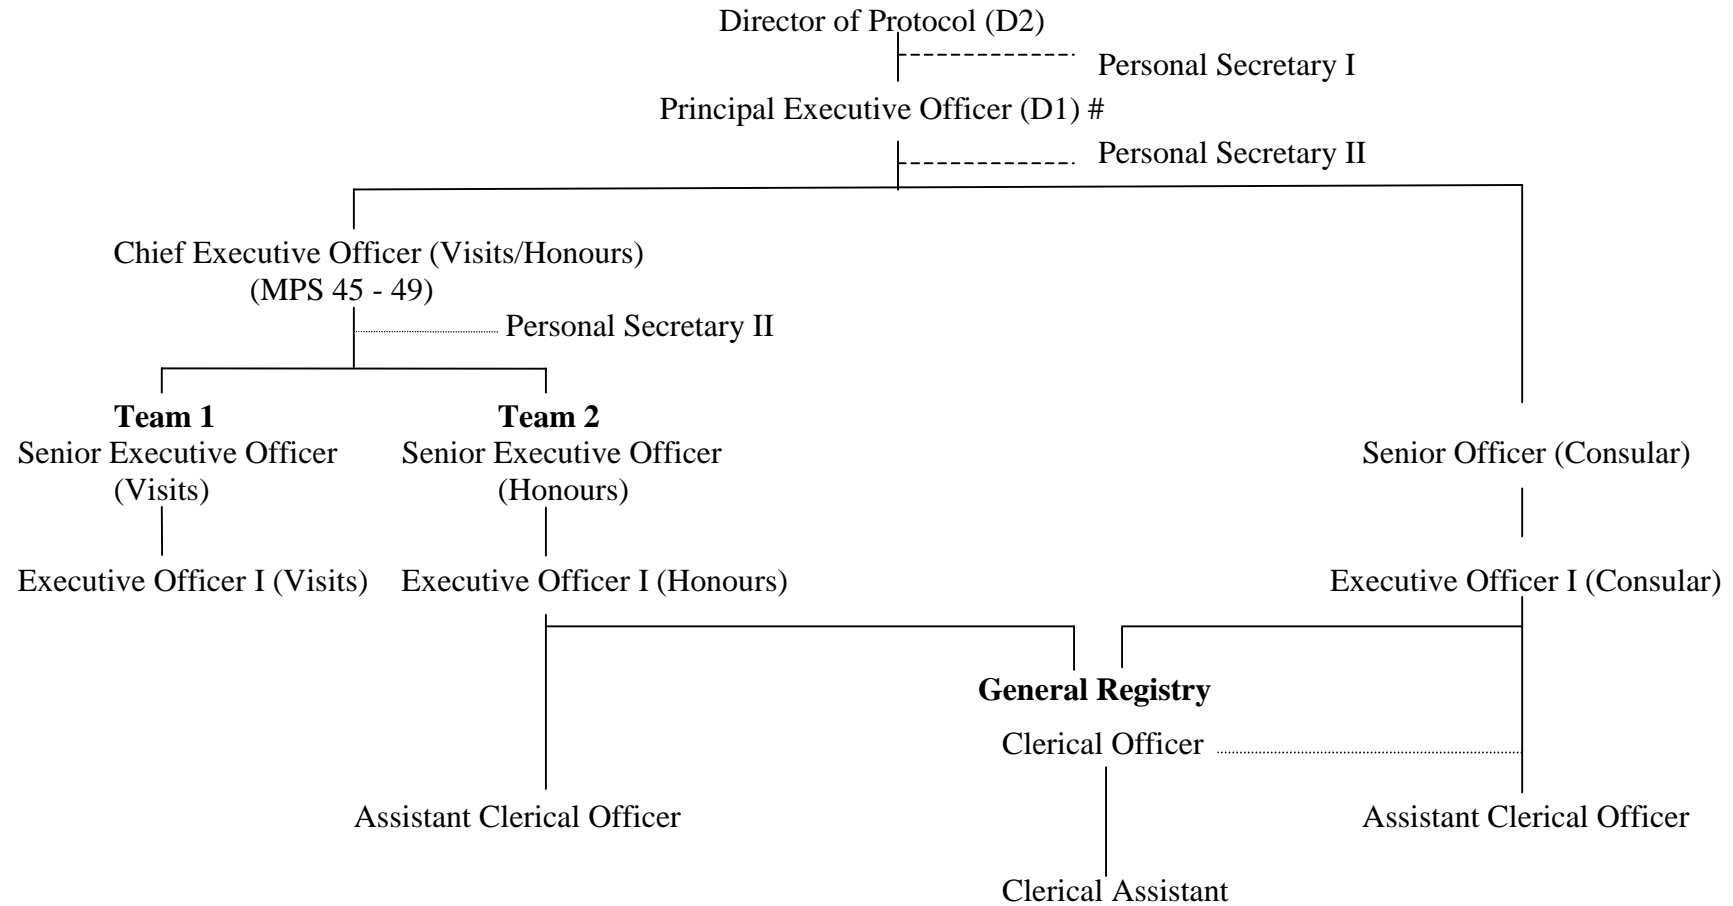 Director of Protocol (D2)
Personal Secretary I
Principal Executive Officer (D1) #
Personal Secretary II
Chief Executive Officer (Visits/Honours)
(MPS 45 - 49)
Personal Secretary II
Team 1
Senior Executive Officer
(Visits)
Team 2
Senior Executive Officer
(Honours)
Senior Officer (Consular)
Executive Officer I (Visits)
Executive Officer I (Honours)
Executive Officer I (Consular)
General Registry
Clerical Officer
Assistant Clerical Officer
Assistant Clerical Officer
Clerical Assistant